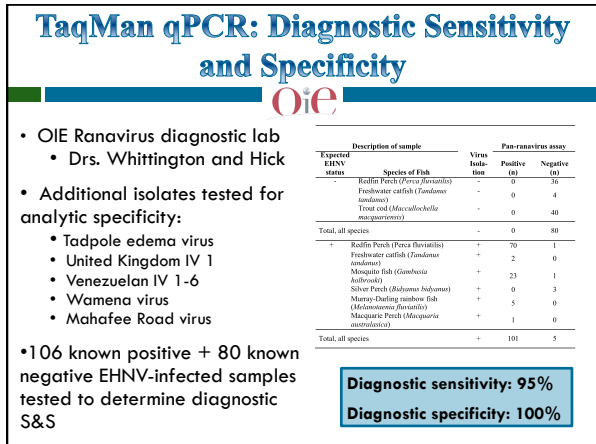 TaqMan qPCR: Diagnostic Sensitivity
and Specificity
OiE
• OIE Ranavirus diagnostic lab
• Drs. Whittington and Hick
• Additional isolates tested for
analytic specificity:
• Tadpole edema virus
• United Kingdom IV 1
• Venezuelan IV 1-6
• Wamena virus
• Mahafee Road virus
•106 known positive + 80 known
negative EHNV-infected samples
tested to determine diagnostic
S&S
Description of sample Pan-ranavirus assay
Expected Virus
EHNV Isola- Positive Negative
status Species of Fish tion (n) (n)
- Redfin Perch (Perca fluviatilis) - 0 36
Freshwater catfish (Tandanus - 0 4
tandanus)
Trout cod (Maccullochella - 0 40
macquariensis)
Total, all species - 0 80
+ Redfin Perch (Perca fluviatilis) + 70 1
Freshwater catfish (Tandanus + 2 0
tandanus)
Mosquito fish (Gambusia + 23 1
holbrooki)
Silver Perch (Bidyanus bidyanus) + 0 3
Murray-Darling rainbow fish + 5 0
(Melanotaenia fluviatilis)
Macquarie Perch (Macquaria + 1 0
australasica)
Total, all species + 101 5
Diagnostic sensitivity: 95%
Diagnostic specificity: 100%